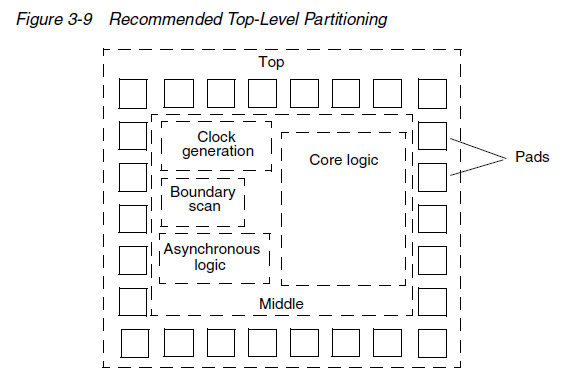 Figure 3-9 Recommended Top-Level Partitioning
Top
Clock
generation
Core logic
Pads
Boundary
scan
Asynchronous
logic
Middle